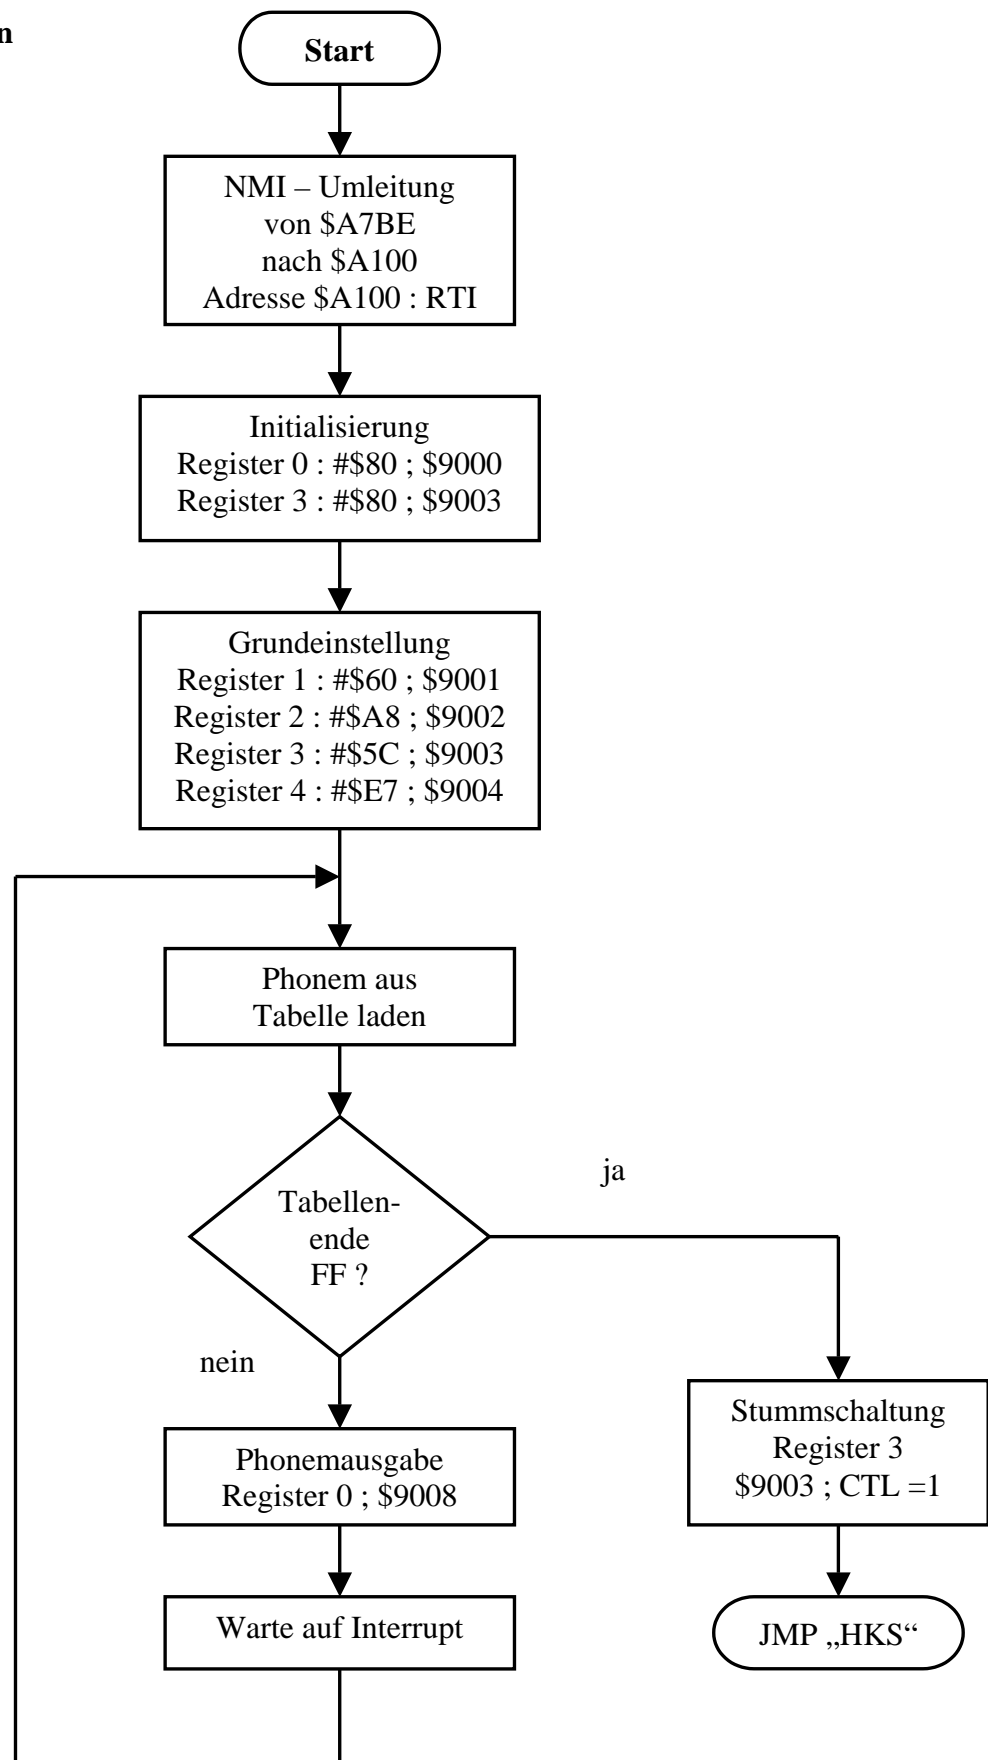 n
Start
NMI – Umleitung
von $A7BE
nach $A100
Adresse $A100 : RTI
Initialisierung
Register 0 : #$80 ; $9000
Register 3 : #$80 ; $9003
Grundeinstellung
Register 1 : #$60 ; $9001
Register 2 : #$A8 ; $9002
Register 3 : #$5C ; $9003
Register 4 : #$E7 ; $9004
Phonem aus
Tabelle laden
ja
Tabellen-
ende
FF ?
nein
Phonemausgabe
Register 0 ; $9008
Warte auf Interrupt
Stummschaltung
Register 3
$9003 ; CTL =1
JMP „HKS“